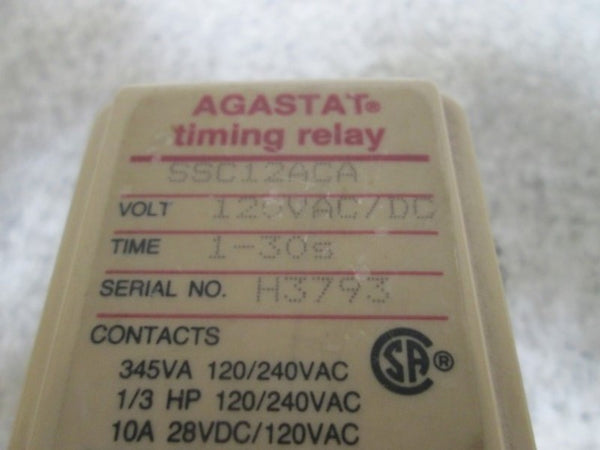 AGASTAT®
timing relay
SSC12ACA
VOLT 120VAC/DC
TIME 1-30s
SERIAL NO. H3793
CONTACTS
345VA 120/240VAC
1/3 HP 120/240VAC
10A 28VDC/120VAC
SA ®